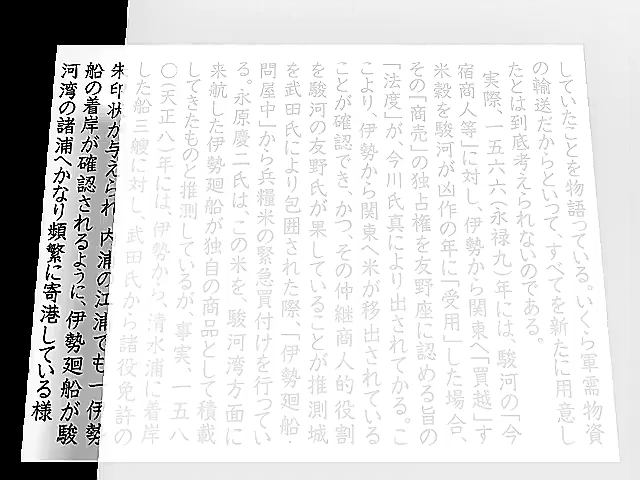 していたことを物語っている。いくら軍需物資
の輸送だからといって、すべてを新たに用意し
たとは到底考えられないのである。
実際、一五六六(永禄九)年には、駿河の「今
宿商人等」に対し、伊勢から関東へ「買越」す
米穀を駿河が凶作の年に「受用」した場合、
その「商売」の独占権を友野座に認める旨の
「法度」が、今川氏真により出されてかる。こ
こより、伊勢から関東へ米が移出されている
ことが確認でき、かつ、その仲継商人的役割
を駿河の友野氏が果していることが推測城
を武田氏により包囲された際、「伊勢廻船・
問屋中」から兵糧米の緊急買付けを行つてい
る。永原慶二氏は、この米を、駿河湾方面に
来航した伊勢廻船が独自の商品として積載
してきたものと推測しているが、事実、一五八
〇(天正八)年には、伊勢から、清水浦に着岸
した船三艘に対し、武田氏から諸役免許の
朱印状が与えられ、内浦の江浦でも一伊勢
船の着岸が確認されるように、伊勢廻船が駿
河湾の諸浦へかなり頻繁に寄港している様